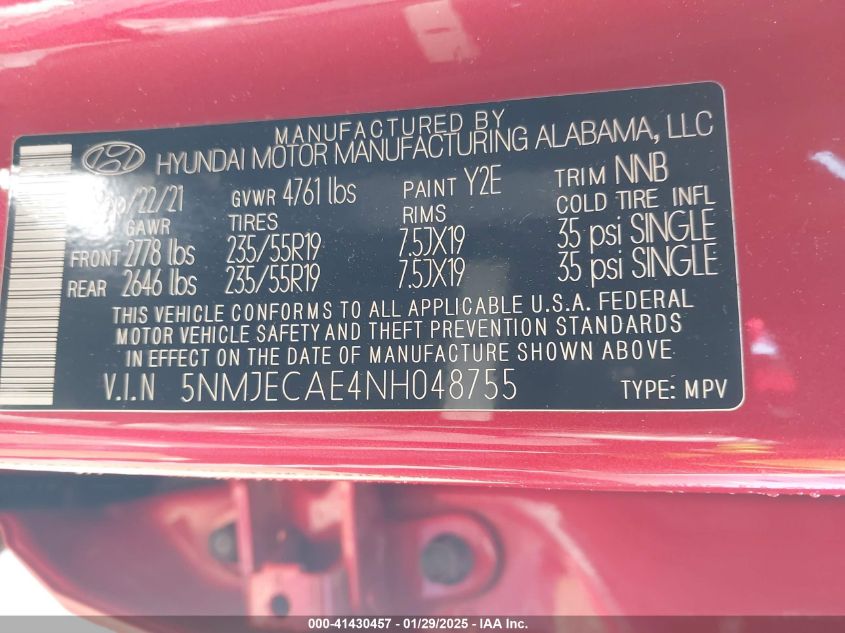 MANUFACTURED BY
HYUNDAI MOTOR MANUFACTURING ALABAMA, LLC
/22/21 GVWR 4761 lbs PAINT Y2E TRIM NNB
GAWR TIRES RIMS COLD TIRE INFL
FRONT 2778 lbs 235/55R19 7.5JX19 35 psi SINGLE
REAR 2646 lbs 235/55R19 7.5JX19 35 psi SINGLE
THIS VEHICLE CONFORMS TO ALL APPLICABLE U.S.A. FEDERAL
MOTOR VEHICLE SAFETY AND THEFT PREVENTION STANDARDS
IN EFFECT ON THE DATE OF MANUFACTURE SHOWN ABOVE
V.I.N 5NMJECAE4NH048755 TYPE: MPV
000-41430457 - 01/29/2025 - IAA Inc.